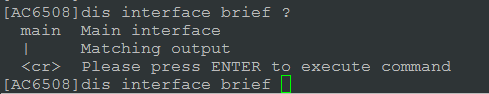 [AC6508]dis interface brief ?
  main  Main interface
  |     Matching output
  <cr>  Please press ENTER to execute command
[AC6508]dis interface brief